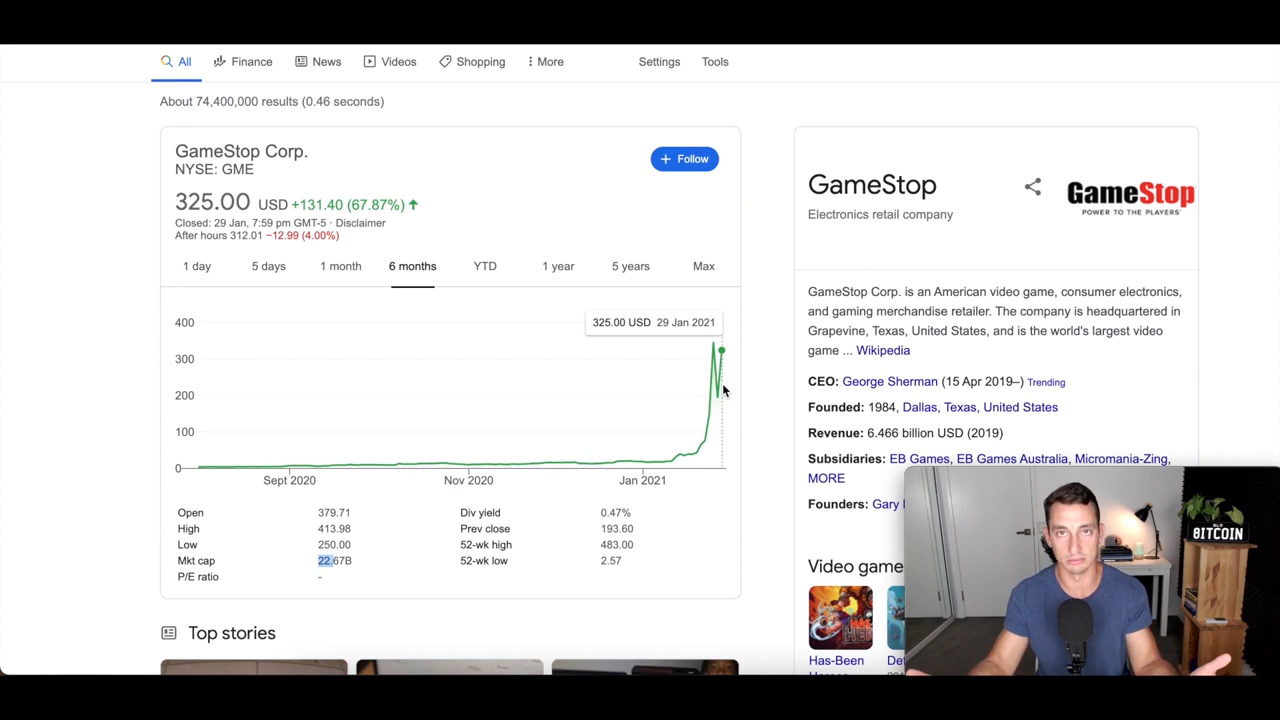 All
Finance
News
Videos
Shopping
More
Settings
Tools
About 74,400,000 results (0.46 seconds)
GameStop Corp.
NYSE: GME
+ Follow
325.00 USD +131.40 (67.87%)
Closed: 29 Jan, 7:59 pm GMT-5 · Disclaimer
After hours 312.01 −12.99 (4.00%)
1 day
5 days
1 month
6 months
YTD
1 year
5 years
Max
325.00 USD 29 Jan 2021
400
300
200
100
0
Sept 2020
Nov 2020
Jan 2021
Open 379.71
High 413.98
Low 250.00
Mkt cap 22.67B
P/E ratio -
Div yield 0.47%
Prev close 193.60
52-wk high 483.00
52-wk low 2.57
Top stories
GameStop
Electronics retail company
GameStop
POWER TO THE PLAYERS
GameStop Corp. is an American video game, consumer electronics,
and gaming merchandise retailer. The company is headquartered in
Grapevine, Texas, United States, and is the world's largest video
game ... Wikipedia
CEO: George Sherman (15 Apr 2019–) Trending
Founded: 1984, Dallas, Texas, United States
Revenue: 6.466 billion USD (2019)
Subsidiaries: EB Games, EB Games Australia, Micromania-Zing,
MORE
Founders: Gary
Video game
Has-Been
BITCOIN